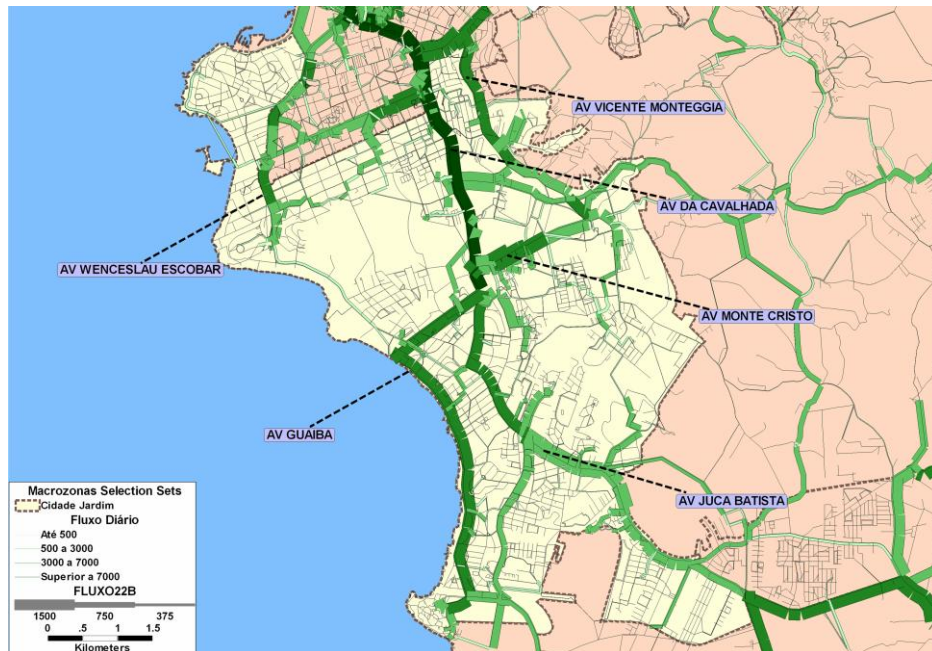 AV VICENTE MONTEGGIA
AV DA CAVALHADA
AV WENCESLAU ESCOBAR
AV MONTE CRISTO
AV GUAIBA
AV JUCA BATISTA
Macrozonas Selection Sets
Cidade Jardim
Fluxo Diário
Até 500
500 a 3000
3000 a 7000
Superior a 7000
FLUXO22B
1500 750 375
0 .5 1 1.5
Kilometers